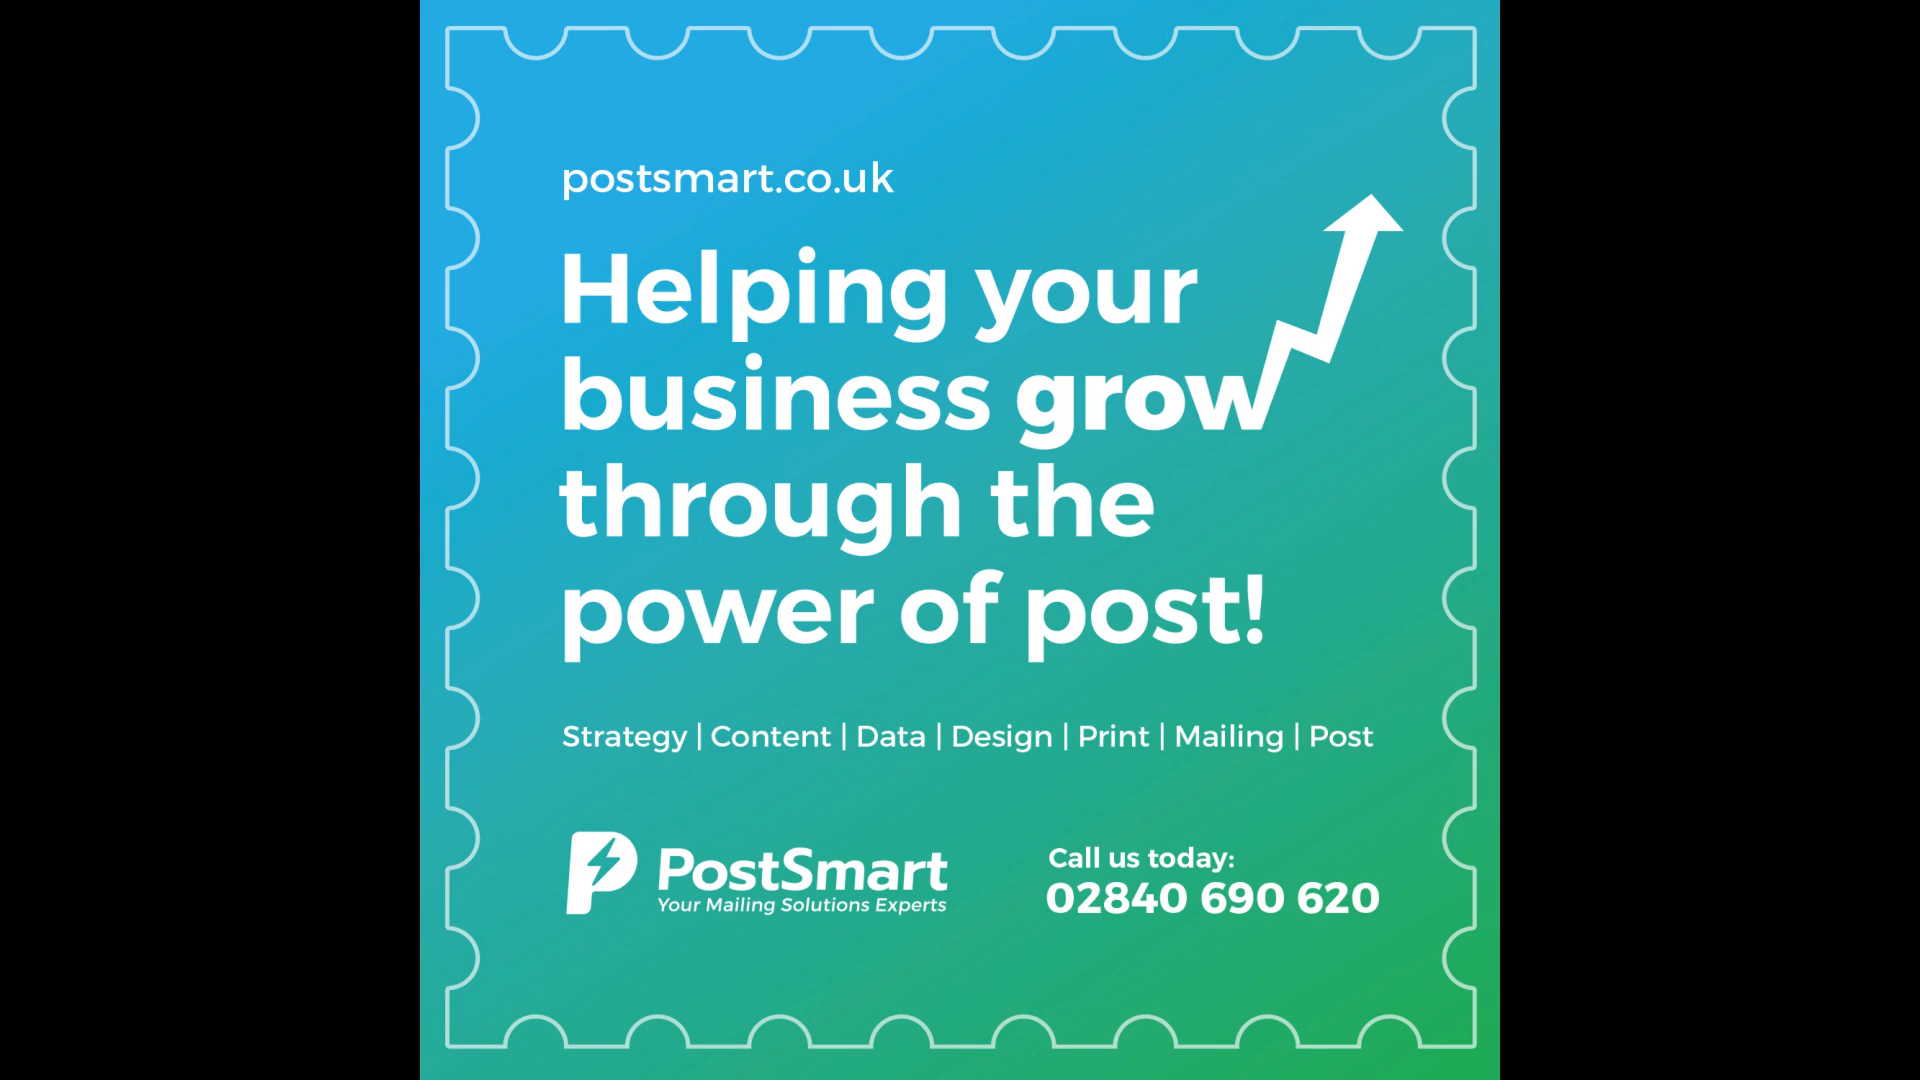 postsmart.co.uk
Helping your
business grow
through the
power of post!
Strategy | Content | Data | Design | Print | Mailing | Post
PostSmart
Your Mailing Solutions Experts
Call us today:
02840 690 620